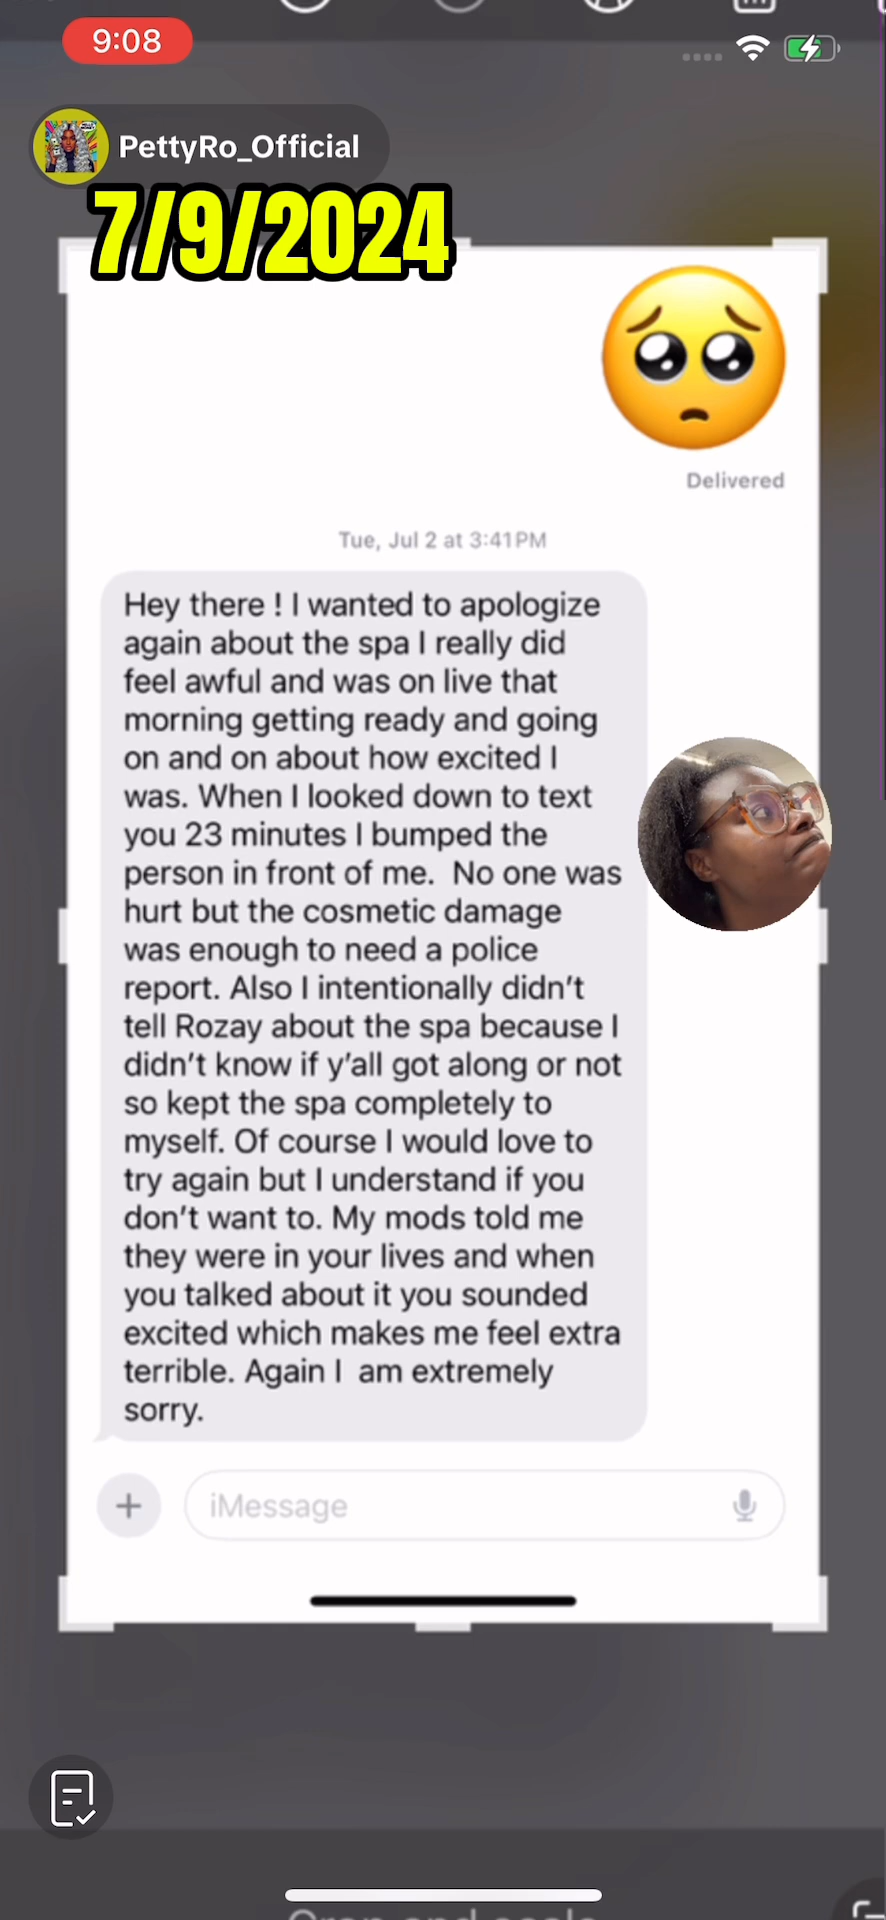 9:08
PettyRo_Official
7/9/2024
Delivered
Tue, Jul 2 at 3:41 PM
Hey there ! I wanted to apologize
again about the spa I really did
feel awful and was on live that
morning getting ready and going
on and on about how excited I
was. When I looked down to text
you 23 minutes I bumped the
person in front of me.  No one was
hurt but the cosmetic damage
was enough to need a police
report. Also I intentionally didn’t
tell Rozay about the spa because I
didn’t know if y’all got along or not
so kept the spa completely to
myself. Of course I would love to
try again but I understand if you
don’t want to. My mods told me
they were in your lives and when
you talked about it you sounded
excited which makes me feel extra
terrible. Again I  am extremely
sorry.
iMessage